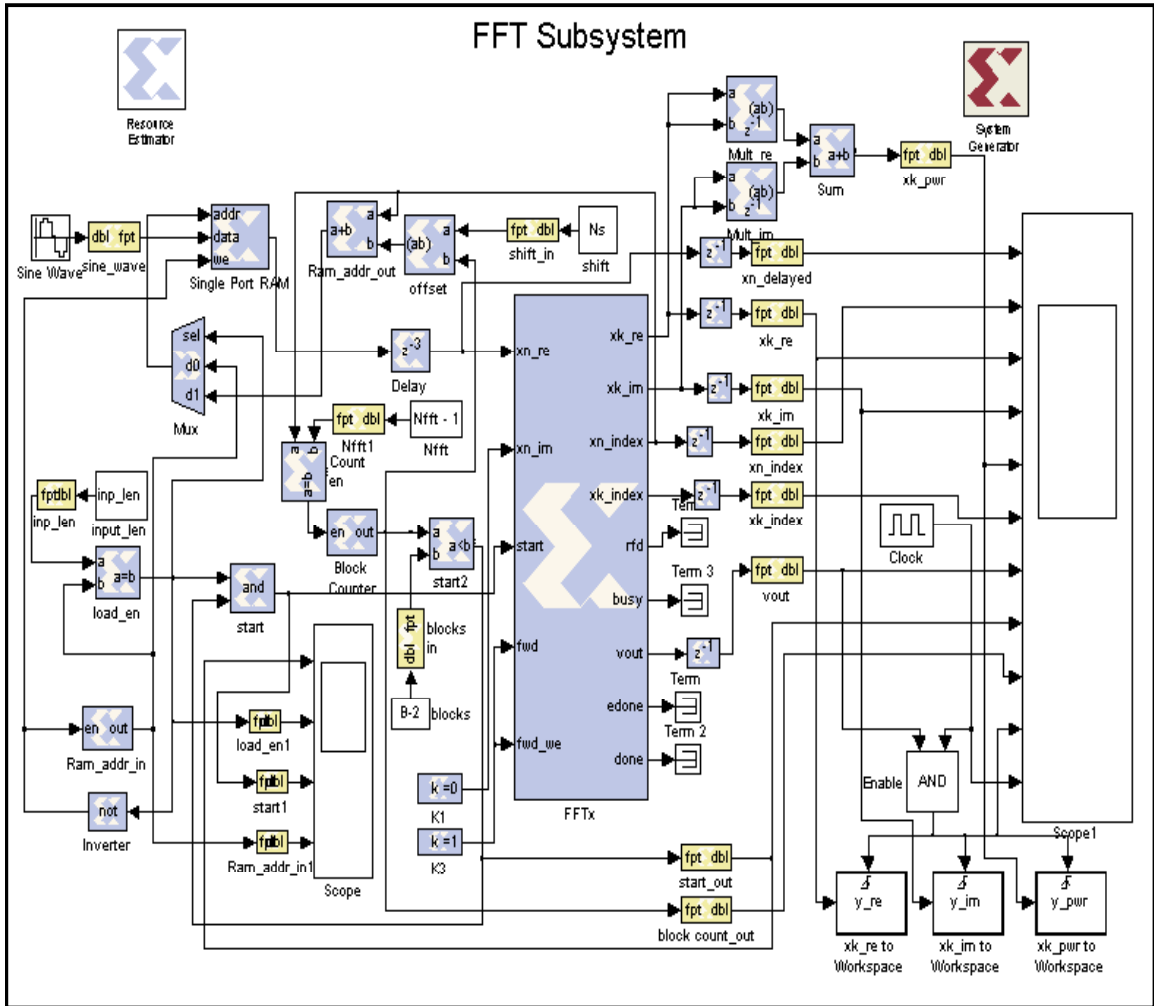 FFT Subsystem
Resource
Estimator
a
b
(ab)
z-1
Mult_re
a
b
(ab)
z-1
Mult_im
a
b
a+b
Sum
fpt dbl
xk_pwr
System
Generator
Sine Wave
dbl fpt
sine_wave
addr
data
we
Single Port RAM
a+b
a
b
Ram_addr_out
(ab)
a
b
offset
fpt dbl
shift_in
Ns
shift
z-1
fpt dbl
xn_delayed
sel
d0
d1
Mux
z-3
Delay
z-1
fpt dbl
xk_re
z-1
fpt dbl
xk_im
fpt dbl
Nfft1
Nfft - 1
Nfft
a
b
a=b
Count
en
z-1
fpt dbl
xn_index
z-1
fpt dbl
xk_index
xn_re
xn_im
start
fwd
fwd_we
xk_re
xk_im
xn_index
xk_index
rfd
busy
vout
edone
done
FFTx
Term 3
z-1
Term
Term 2
fpt dbl
vout
Clock
inp_len
inp_len
input_len
a
b
a=b
load_en
and
start
en out
Block
Counter
a
b
a<b
start2
dbl fpt
blocks
in
B-2
blocks
en out
Ram_addr_in
not
Inverter
load_en1
start1
Ram_addr_in1
Scope
k =0
K1
k =1
K3
fpt dbl
start_out
fpt dbl
block count_out
Enable
AND
Scope1
y_re
xk_re to
Workspace
y_im
xk_im to
Workspace
y_pwr
xk_pwr to
Workspace